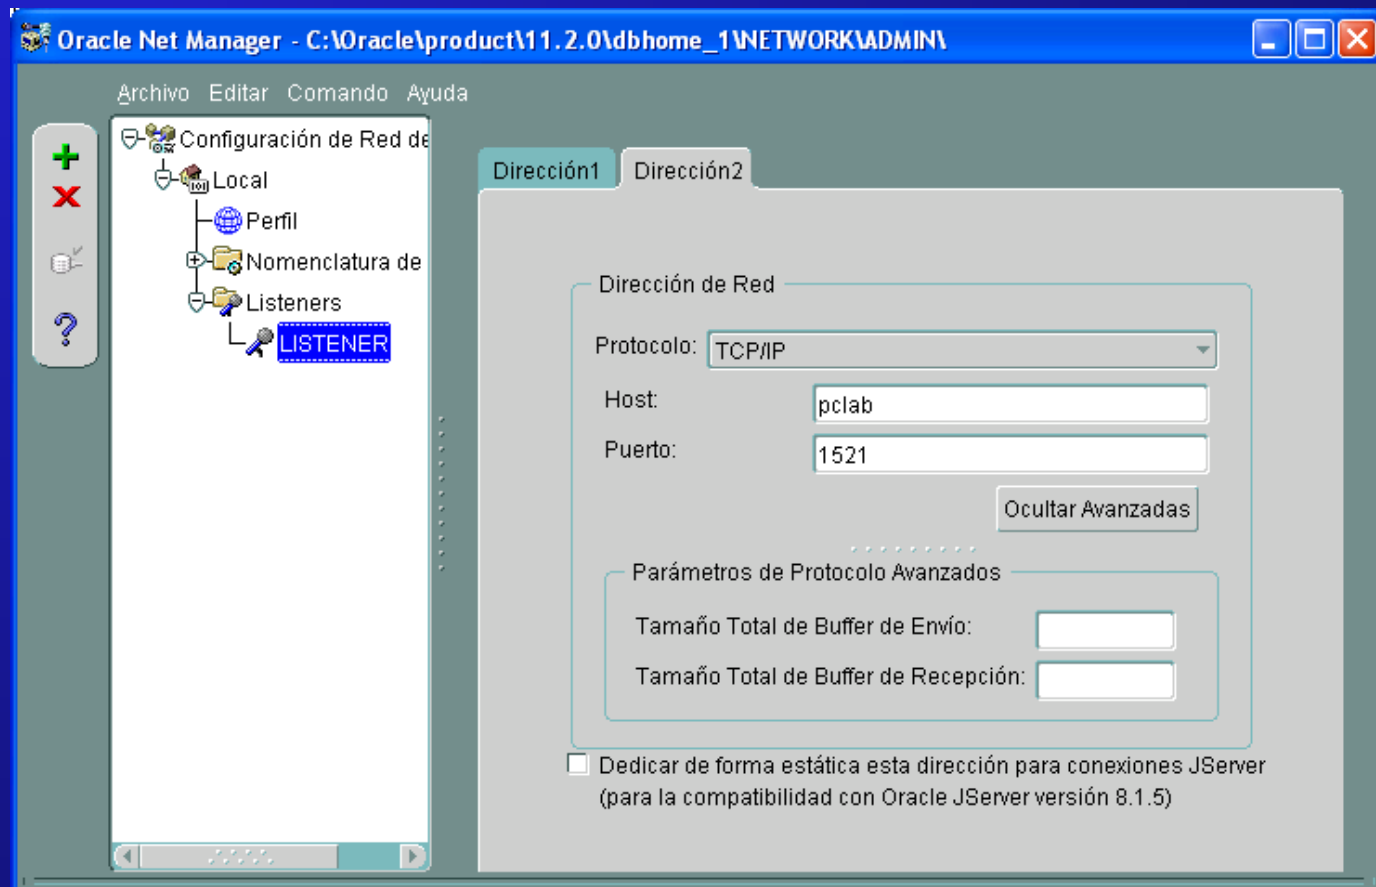 Oracle Net Manager - C:\Oracle\product\11.2.0\dbhome_1\NETWORK\ADMIN\
Archivo Editar Comando Ayuda
Configuración de Red de
Local
Perfil
Nomenclatura de
Listeners
LISTENER
Dirección1 Dirección2
Dirección de Red
Protocolo: TCP/IP
Host: pclab
Puerto: 1521
Ocultar Avanzadas
Parámetros de Protocolo Avanzados
Tamaño Total de Buffer de Envío:
Tamaño Total de Buffer de Recepción:
Dedicar de forma estática esta dirección para conexiones JServer
(para la compatibilidad con Oracle JServer versión 8.1.5)